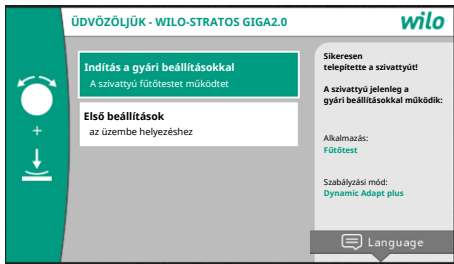 ÜDVÖZÖLJÜK - WILO-STRATOS GIGA2.0
wilo
Indítás a gyári beállításokkal
A szivattyú fűtőtestet működtet
Első beállítások
az üzembe helyezéshez
Sikeresen
telepítette a szivattyút!
A szivattyú jelenleg a
gyári beállításokkal működik:
Alkalmazás:
Fűtőtest
Szabályzási mód:
Dynamic Adapt plus
+
Language